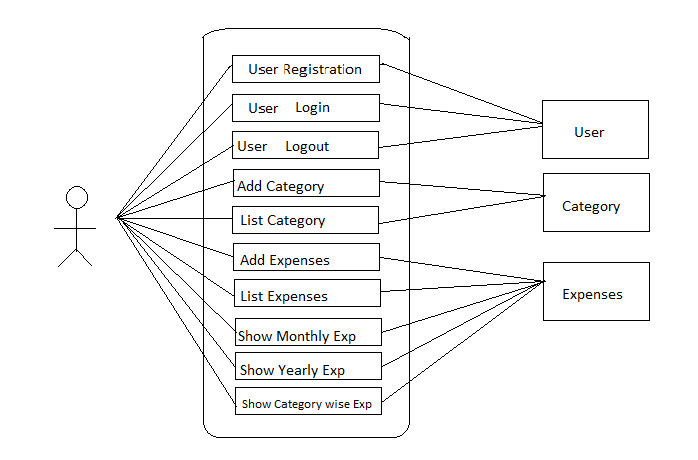 User Registration
User Login
User Logout
Add Category
List Category
Add Expenses
List Expenses
Show Monthly Exp
Show Yearly Exp
Show Category wise Exp
User
Category
Expenses